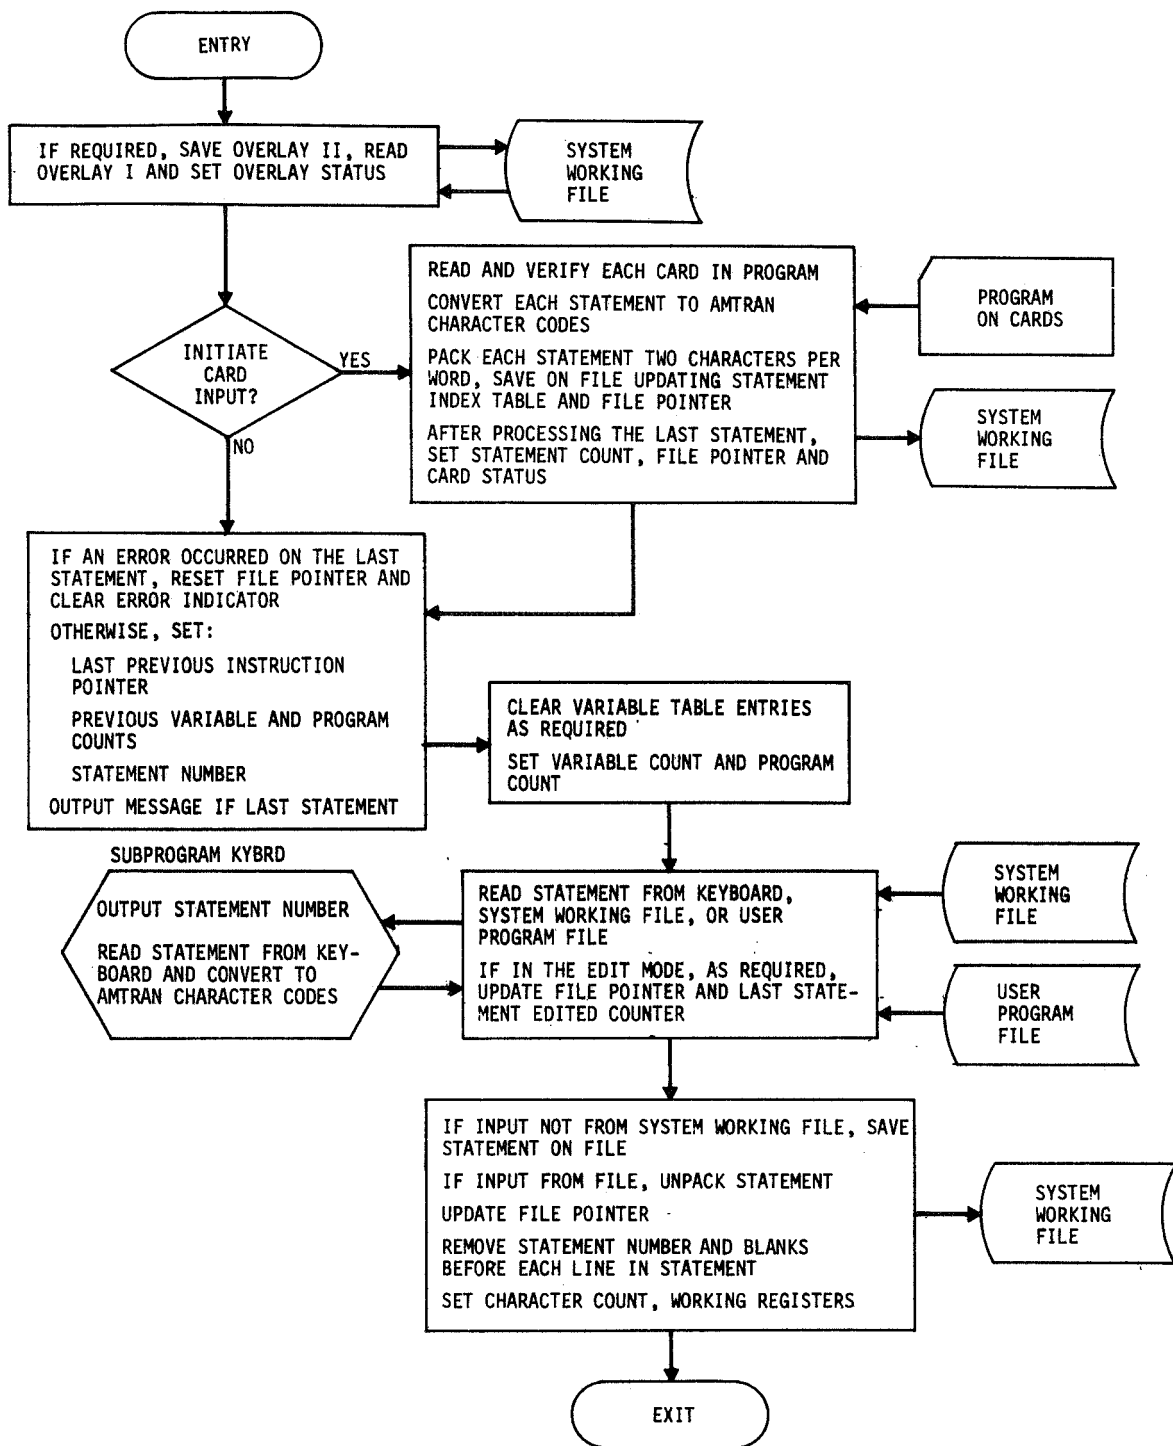 ENTRY
IF REQUIRED, SAVE OVERLAY II, READ
OVERLAY I AND SET OVERLAY STATUS
SYSTEM
WORKING
FILE
INITIATE
CARD
INPUT?
YES
NO
READ AND VERIFY EACH CARD IN PROGRAM
CONVERT EACH STATEMENT TO AMTRAN
CHARACTER CODES
PACK EACH STATEMENT TWO CHARACTERS PER
WORD, SAVE ON FILE UPDATING STATEMENT
INDEX TABLE AND FILE POINTER
AFTER PROCESSING THE LAST STATEMENT,
SET STATEMENT COUNT, FILE POINTER AND
CARD STATUS
PROGRAM
ON CARDS
SYSTEM
WORKING
FILE
IF AN ERROR OCCURRED ON THE LAST
STATEMENT, RESET FILE POINTER AND
CLEAR ERROR INDICATOR
OTHERWISE, SET:
LAST PREVIOUS INSTRUCTION
POINTER
PREVIOUS VARIABLE AND PROGRAM
COUNTS
STATEMENT NUMBER
OUTPUT MESSAGE IF LAST STATEMENT
CLEAR VARIABLE TABLE ENTRIES
AS REQUIRED
SET VARIABLE COUNT AND PROGRAM
COUNT
SUBPROGRAM KYBRD
OUTPUT STATEMENT NUMBER
READ STATEMENT FROM KEY-
BOARD AND CONVERT TO
AMTRAN CHARACTER CODES
READ STATEMENT FROM KEYBOARD,
SYSTEM WORKING FILE, OR USER
PROGRAM FILE
IF IN THE EDIT MODE, AS REQUIRED,
UPDATE FILE POINTER AND LAST STATE-
MENT EDITED COUNTER
SYSTEM
WORKING
FILE
USER
PROGRAM
FILE
IF INPUT NOT FROM SYSTEM WORKING FILE, SAVE
STATEMENT ON FILE
IF INPUT FROM FILE, UNPACK STATEMENT
UPDATE FILE POINTER
REMOVE STATEMENT NUMBER AND BLANKS
BEFORE EACH LINE IN STATEMENT
SET CHARACTER COUNT, WORKING REGISTERS
SYSTEM
WORKING
FILE
EXIT